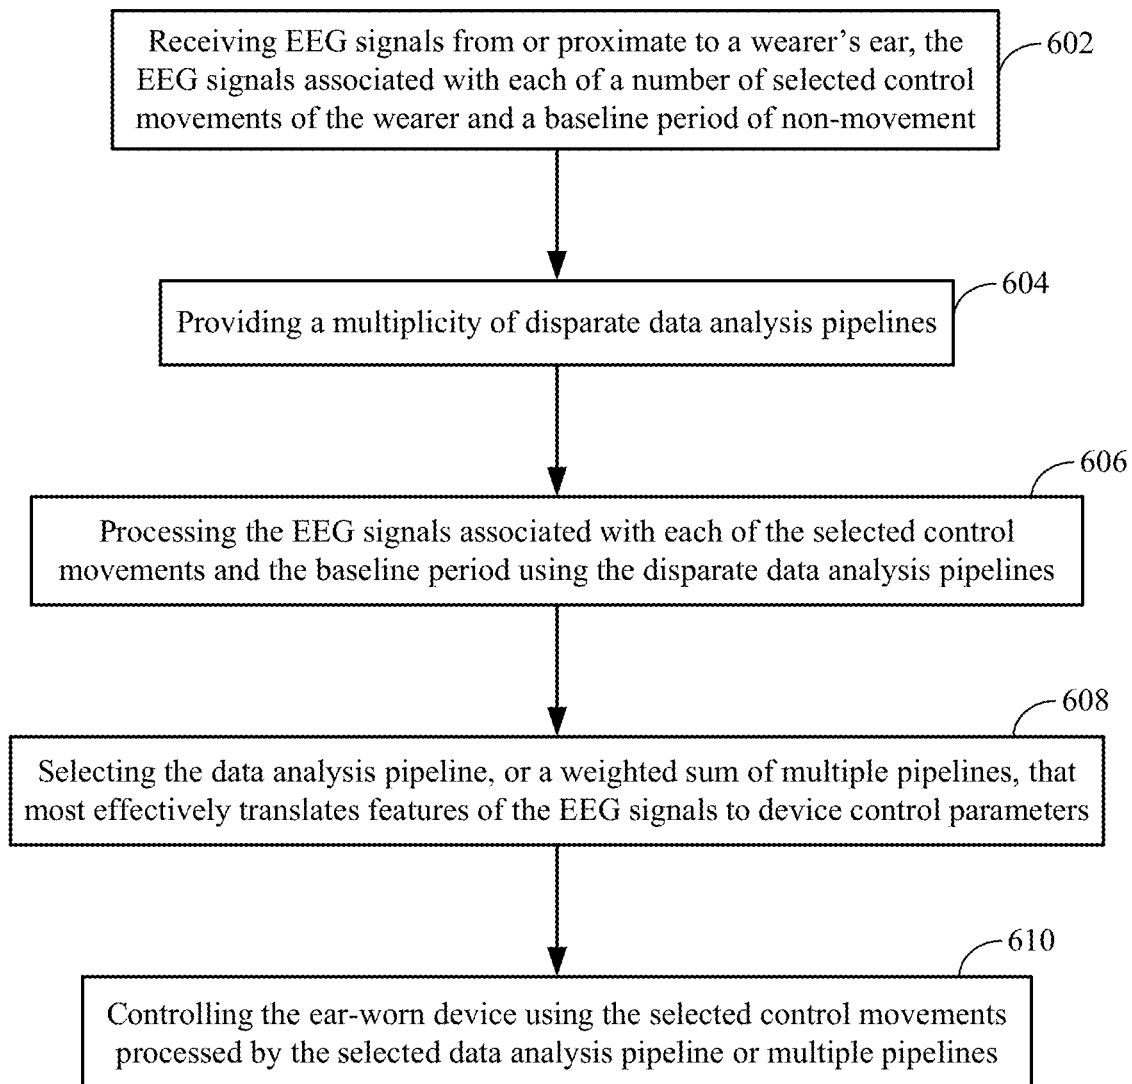 Receiving EEG signals from or proximate to a wearer's ear, the
EEG signals associated with each of a number of selected control
movements of the wearer and a baseline period of non-movement
602
604
Providing a multiplicity of disparate data analysis pipelines
606
Processing the EEG signals associated with each of the selected control
movements and the baseline period using the disparate data analysis pipelines
608
Selecting the data analysis pipeline, or a weighted sum of multiple pipelines, that
most effectively translates features of the EEG signals to device control parameters
610
Controlling the ear-worn device using the selected control movements
processed by the selected data analysis pipeline or multiple pipelines